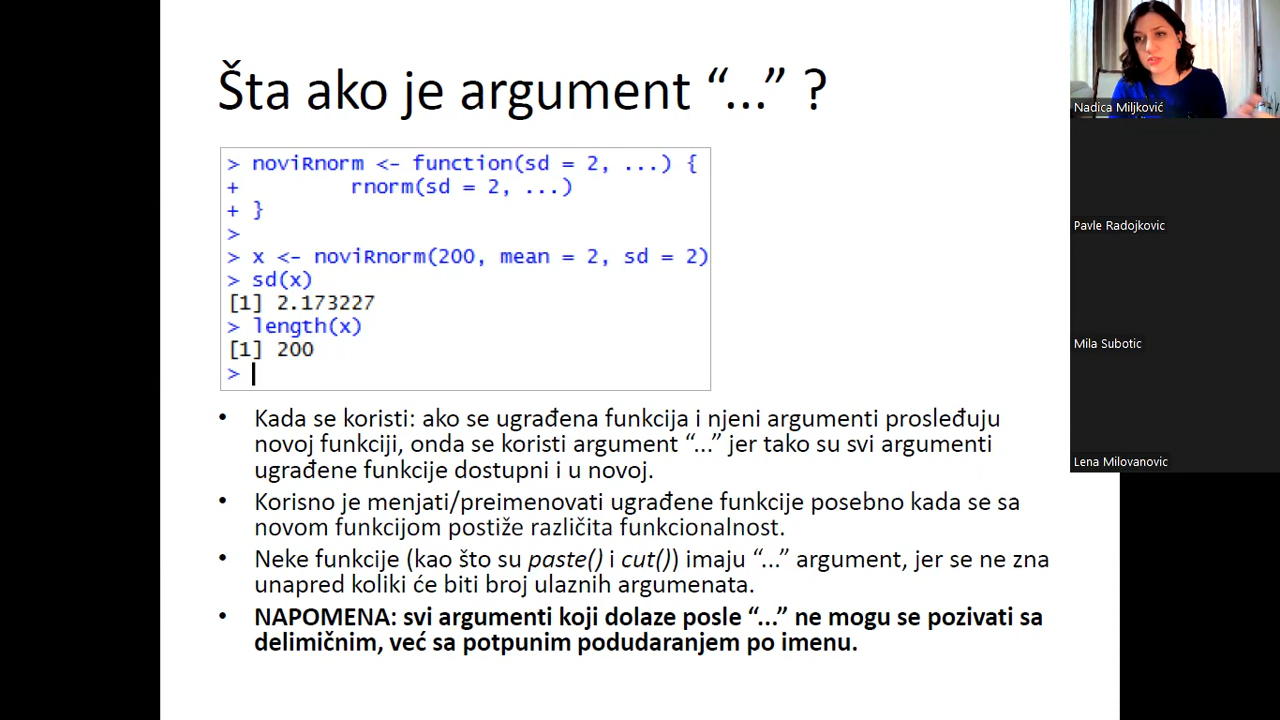 Šta ako je argument “...” ?
> noviRnorm <- function(sd = 2, ...) {
+ rnorm(sd = 2, ...)
+ }
>
> x <- noviRnorm(200, mean = 2, sd = 2)
> sd(x)
[1] 2.173227
> length(x)
[1] 200
>
• Kada se koristi: ako se ugrađena funkcija i njeni argumenti prosleđuju
novoj funkciji, onda se koristi argument “...” jer tako su svi argumenti
ugrađene funkcije dostupni i u novoj.
• Korisno je menjati/preimenovati ugrađene funkcije posebno kada se sa
novom funkcijom postiže različita funkcionalnost.
• Neke funkcije (kao što su paste() i cut()) imaju “...” argument, jer se ne zna
unapred koliki će biti broj ulaznih argumenata.
• NAPOMENA: svi argumenti koji dolaze posle “...” ne mogu se pozivati sa
delimičnim, već sa potpunim podudaranjem po imenu.
Nadica Miljković
Pavle Radojkovic
Mila Subotic
Lena Milovanovic